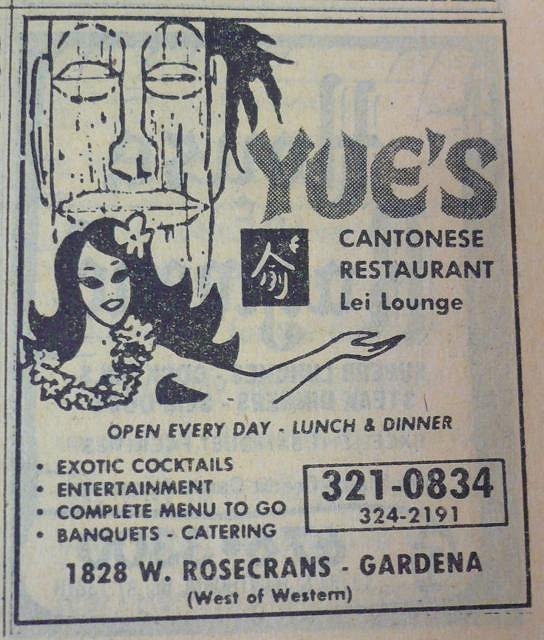 YUE'S
CANTONESE
RESTAURANT
Lei Lounge
OPEN EVERY DAY - LUNCH & DINNER
• EXOTIC COCKTAILS
• ENTERTAINMENT
• COMPLETE MENU TO GO
• BANQUETS - CATERING
321-0834
324-2191
1828 W. ROSECRANS - GARDENA
(West of Western)